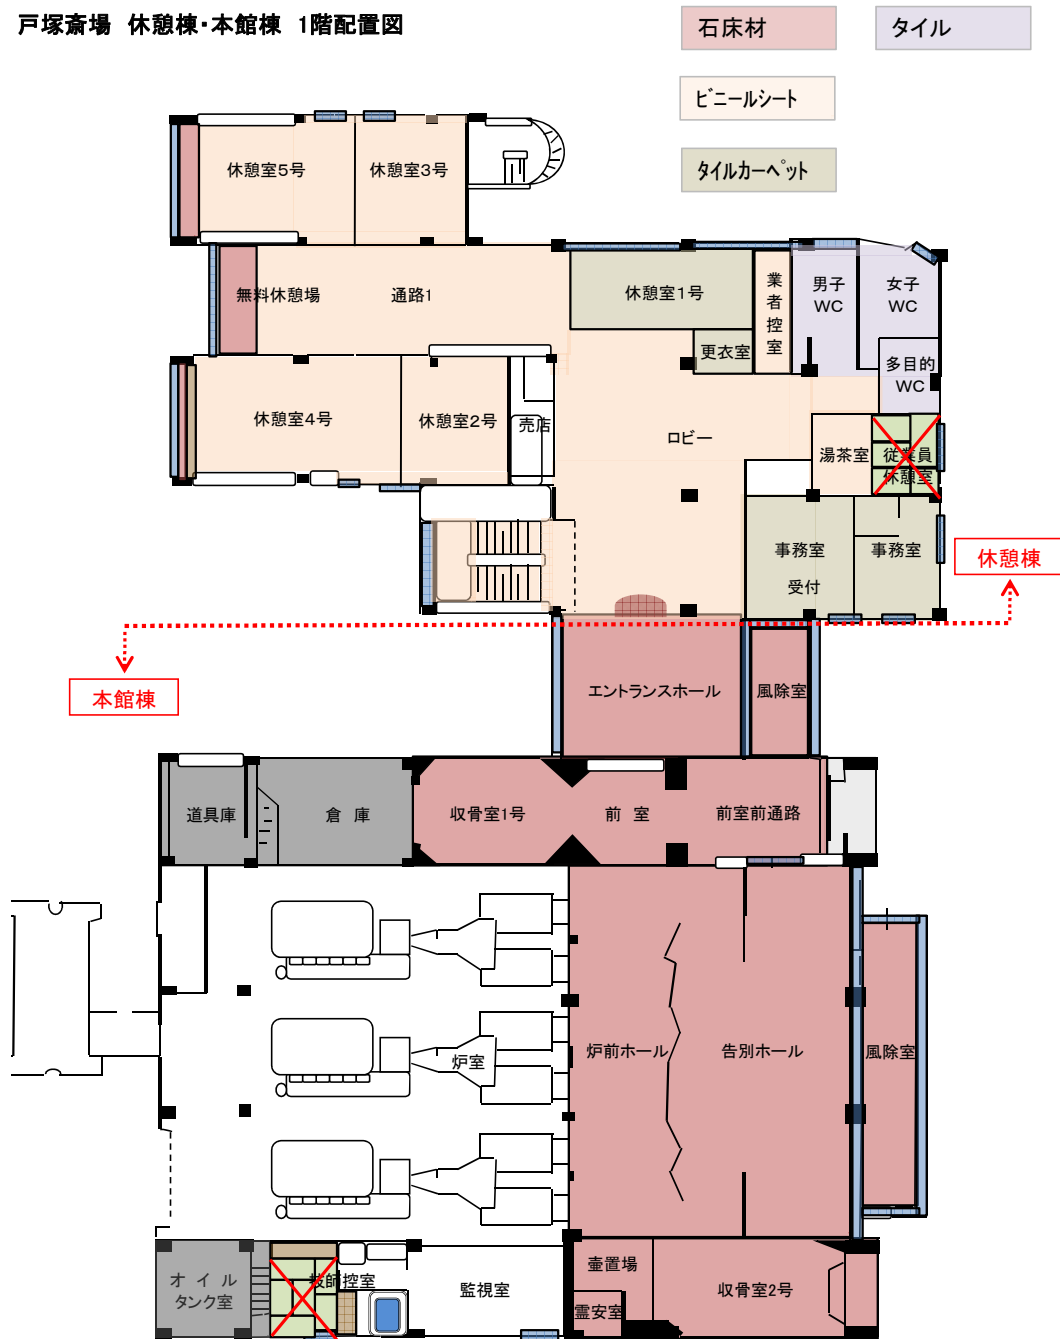 戸塚斎場 休憩棟・本館棟 1階配置図
石床材
タイル
ビニールシート
タイルカーペット
休憩室5号
休憩室3号
無料休憩場
通路1
休憩室1号
業者控室
男子
WC
女子
WC
更衣室
多目的
WC
休憩室4号
休憩室2号
売店
ロビー
湯茶室
従業員
休憩室
事務室
受付
事務室
休憩棟
本館棟
エントランスホール
風除室
道具庫
倉 庫
収骨室1号
前 室
前室前通路
炉室
炉前ホール
告別ホール
風除室
オ イ ル
タンク室
技師控室
監視室
壷置場
霊安室
収骨室2号